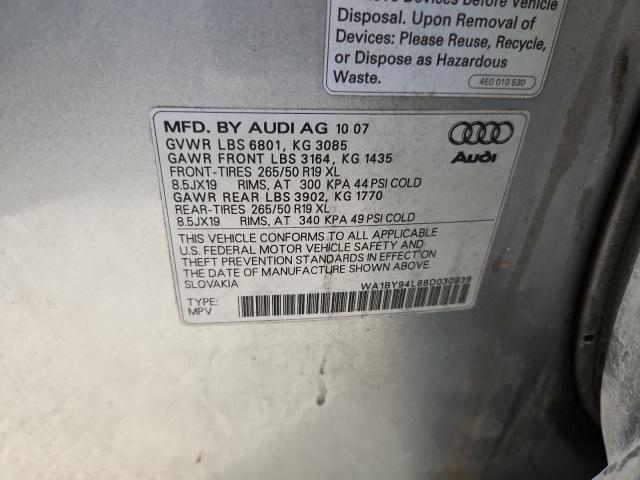 Devices Before Vehicle
Disposal. Upon Removal of
Devices: Please Reuse, Recycle,
or Dispose as Hazardous
Waste.
4E0 010 530
MFD. BY AUDI AG 10 07
GVWR LBS 6801, KG 3085
GAWR FRONT LBS 3164, KG 1435
FRONT-TIRES 265/50 R19 XL
8.5JX19 RIMS, AT 300 KPA 44 PSI COLD
GAWR REAR LBS 3902, KG 1770
REAR-TIRES 265/50 R19 XL
8.5JX19 RIMS, AT 340 KPA 49 PSI COLD
Audi
THIS VEHICLE CONFORMS TO ALL APPLICABLE
U.S. FEDERAL MOTOR VEHICLE SAFETY AND
THEFT PREVENTION STANDARDS IN EFFECT ON
THE DATE OF MANUFACTURE SHOWN ABOVE.
SLOVAKIA
WA1BY94L88D030839
TYPE:
MPV